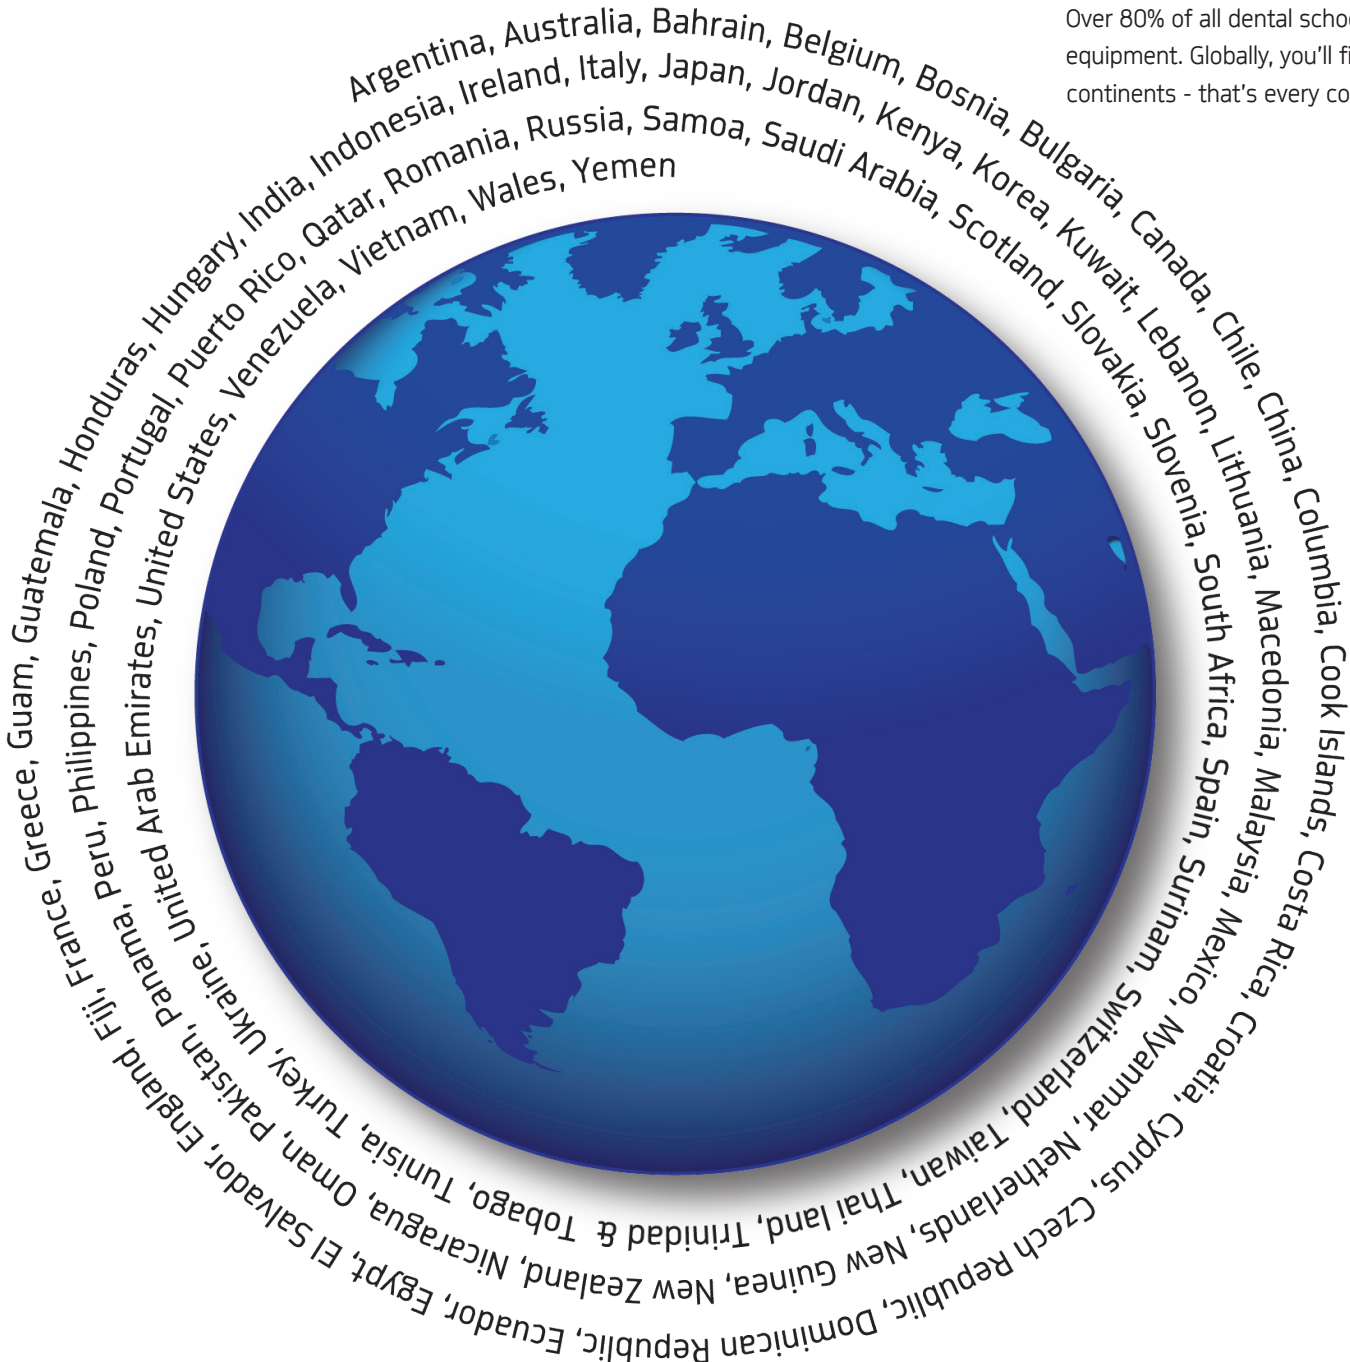 Over 80% of all dental schoo
equipment. Globally, you'll fi
continents - that's every co
Argentina, Australia, Bahrain, Belgium, Bosnia, Bulgaria, Canada, Chile, China, Columbia, Cook Islands, Costa Rica, Croatia, Cyprus, Czech Republic, Dominican Republic, Ecuador, Egypt, El Salvador, England, Fiji, France, Greece, Guam, Guatemala, Honduras, Hungary, India, Indonesia, Ireland, Italy, Japan, Jordan, Kenya, Korea, Kuwait, Lebanon, Lithuania, Macedonia, Malaysia, Mexico, Myanmar, Netherlands, New Guinea, New Zealand, Nicaragua, Oman, Pakistan, Panama, Peru, Philippines, Poland, Portugal, Puerto Rico, Qatar, Romania, Russia, Samoa, Saudi Arabia, Scotland, Slovakia, Slovenia, South Africa, Spain, Surinam, Switzerland, Taiwan, Thai land, Trinidad & Tobago, Tunisia, Turkey, Ukraine, United Arab Emirates, United States, Venezuela, Vietnam, Wales, Yemen